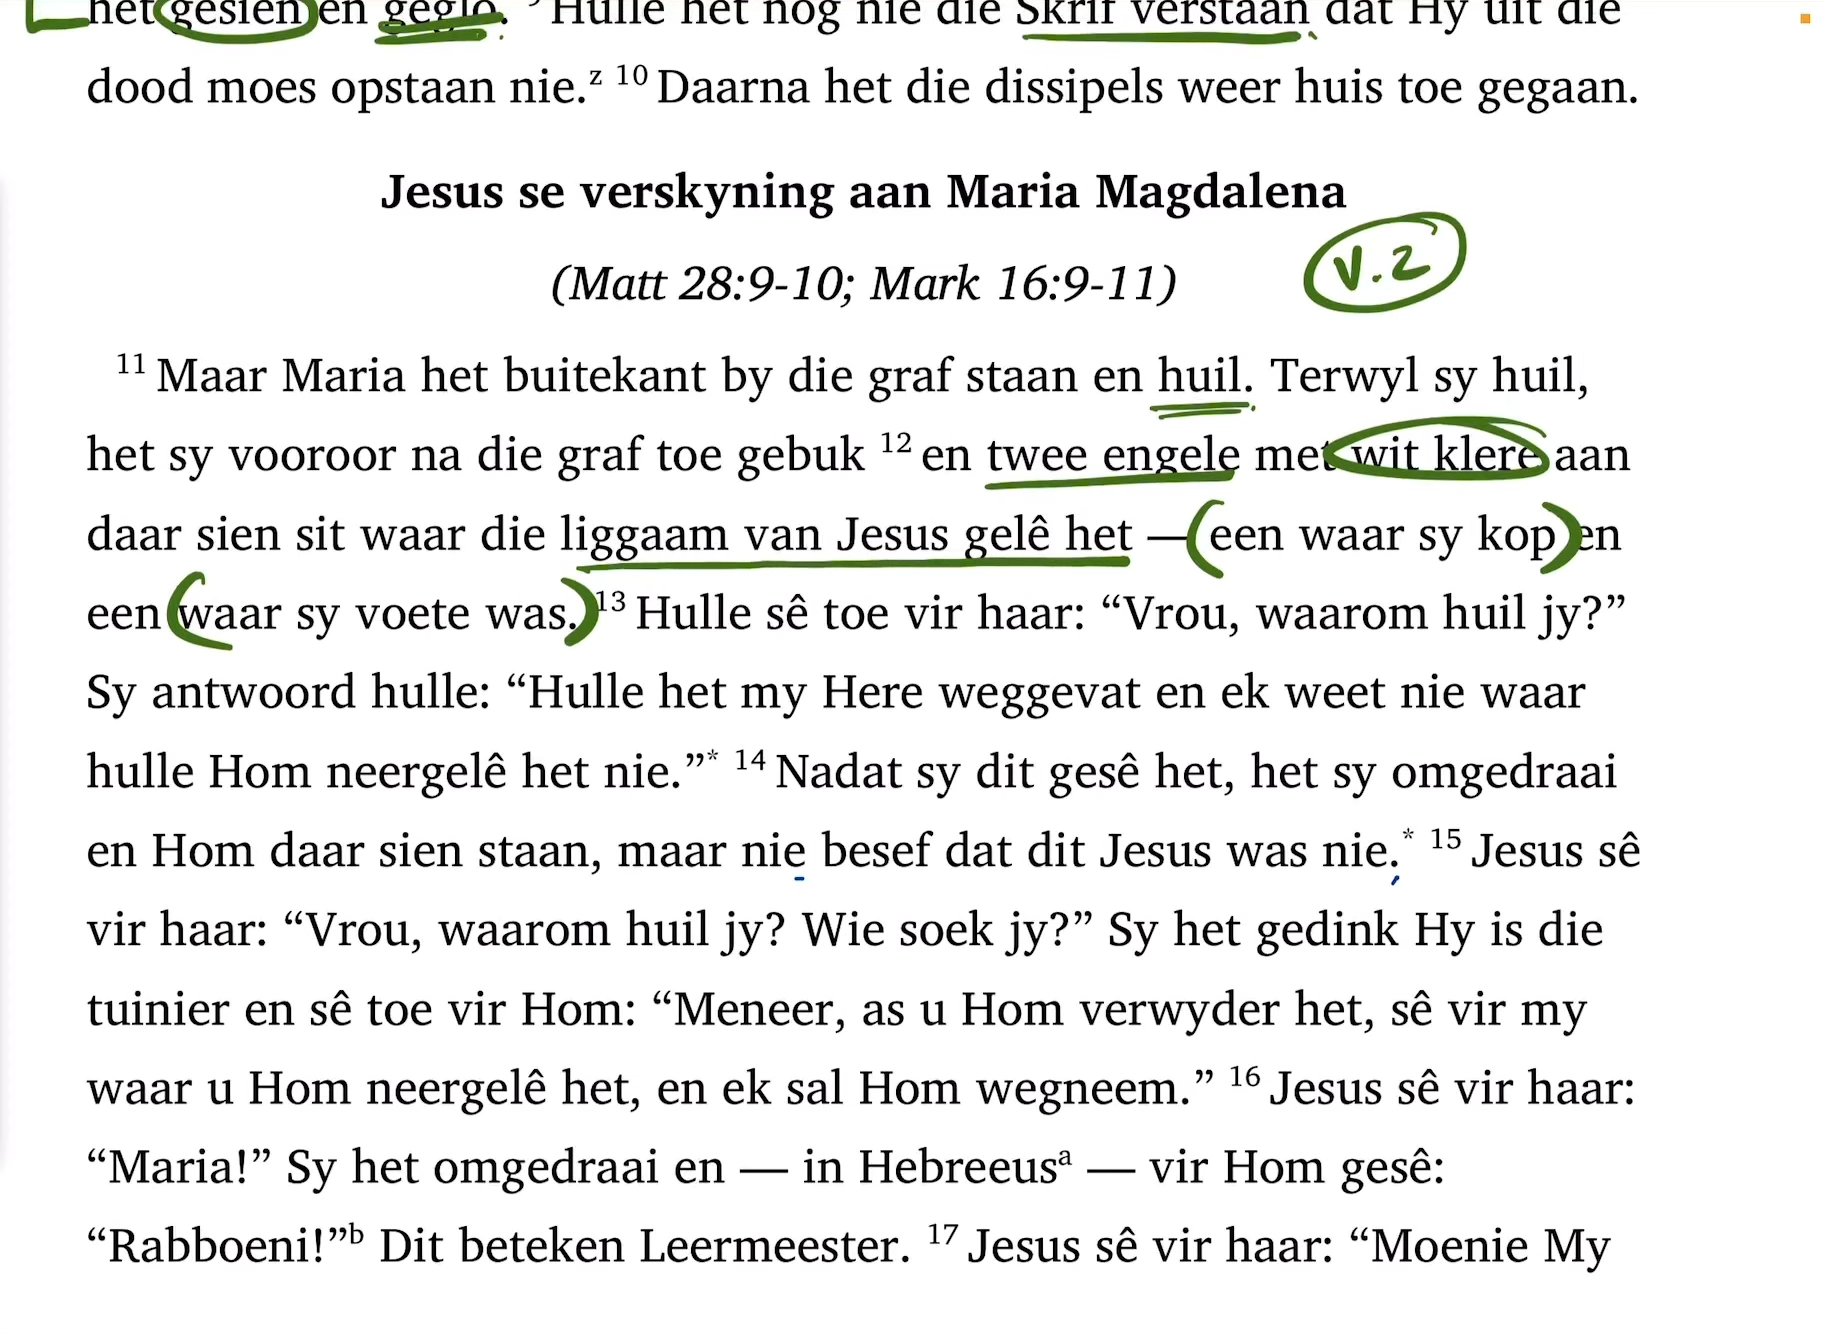 het gesien en geglo. Hulle het nog nie die Skrif verstaan dat Hy uit die
dood moes opstaan nie.ᶻ ¹⁰ Daarna het die dissipels weer huis toe gegaan.
Jesus se verskyning aan Maria Magdalena
(Matt 28:9-10; Mark 16:9-11)
V.2
¹¹ Maar Maria het buitekant by die graf staan en huil. Terwyl sy huil,
het sy vooroor na die graf toe gebuk ¹² en twee engele met wit klere aan
daar sien sit waar die liggaam van Jesus gelê het — (een waar sy kop) en
een (waar sy voete was.) ¹³ Hulle sê toe vir haar: “Vrou, waarom huil jy?”
Sy antwoord hulle: “Hulle het my Here weggevat en ek weet nie waar
hulle Hom neergelê het nie.”* ¹⁴ Nadat sy dit gesê het, het sy omgedraai
en Hom daar sien staan, maar nie besef dat dit Jesus was nie.* ¹⁵ Jesus sê
vir haar: “Vrou, waarom huil jy? Wie soek jy?” Sy het gedink Hy is die
tuinier en sê toe vir Hom: “Meneer, as u Hom verwyder het, sê vir my
waar u Hom neergelê het, en ek sal Hom wegneem.” ¹⁶ Jesus sê vir haar:
“Maria!” Sy het omgedraai en — in Hebreeusᵃ — vir Hom gesê:
“Rabboeni!”ᵇ Dit beteken Leermeester. ¹⁷ Jesus sê vir haar: “Moenie My